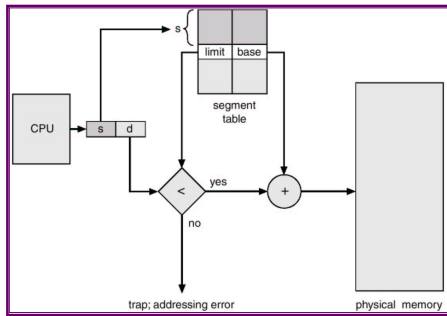 s
limit base
segment
table
CPU
s d
<
yes
+
no
trap; addressing error
physical memory